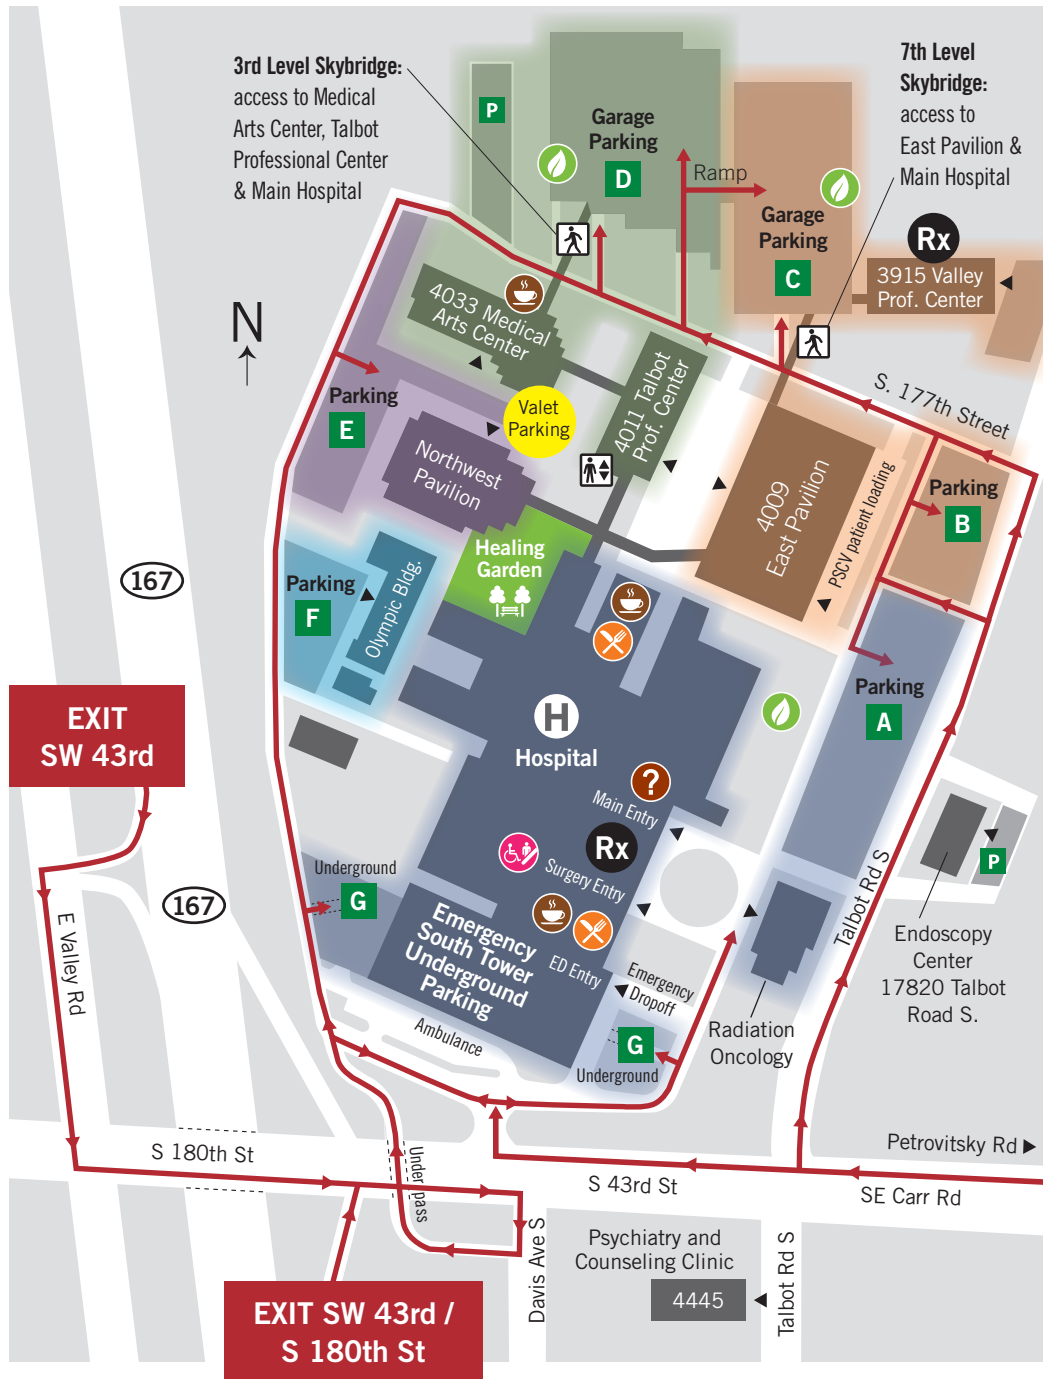 3rd Level Skybridge:
access to Medical
Arts Center, Talbot
Professional Center
& Main Hospital
7th Level
Skybridge:
access to
East Pavilion &
Main Hospital
P
Garage
Parking
D
Ramp
Garage
Parking
C
Rx
3915 Valley
Prof. Center
N
4033 Medical
Arts Center
4011 Talbot
Prof. Center
S. 177th Street
Parking
E
Valet
Parking
Northwest
Pavilion
4009
East Pavilion
PSCV patient loading
Parking
B
Healing
Garden
Parking
F
Olympic Bldg.
167
EXIT
SW 43rd
H
Hospital
Parking
A
?
Main Entry
Rx
Surgery Entry
Underground
G
Emergency
South Tower
Underground
Parking
ED Entry
Emergency
Dropoff
G
Underground
Ambulance
Radiation
Oncology
Talbot Rd S
P
Endoscopy
Center
17820 Talbot
Road S.
167
E Valley Rd
S 180th St
Underpass
S 43rd St
Petrovitsky Rd
SE Carr Rd
Davis Ave S
Psychiatry and
Counseling Clinic
4445
Talbot Rd S
EXIT SW 43rd /
S 180th St